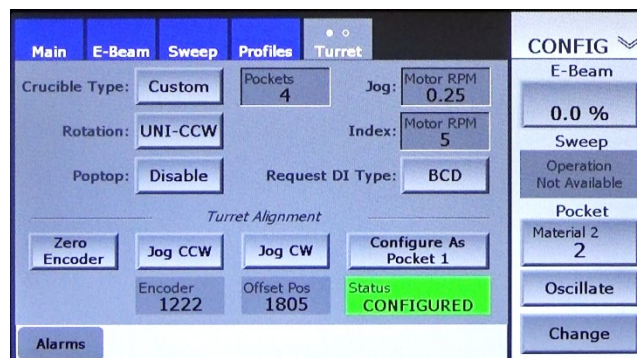 Main E-Beam Sweep Profiles Turret
CONFIG
Crucible Type: Custom
Pockets
4
Jog:
Motor RPM
0.25
Rotation: UNI-CCW
Index:
Motor RPM
5
Poptop: Disable
Request DI Type: BCD
Turret Alignment
Zero
Encoder
Jog CCW
Jog CW
Configure As
Pocket 1
Encoder
1222
Offset Pos
1805
Status
CONFIGURED
Alarms
E-Beam
0.0 %
Sweep
Operation
Not Available
Pocket
Material 2
2
Oscillate
Change